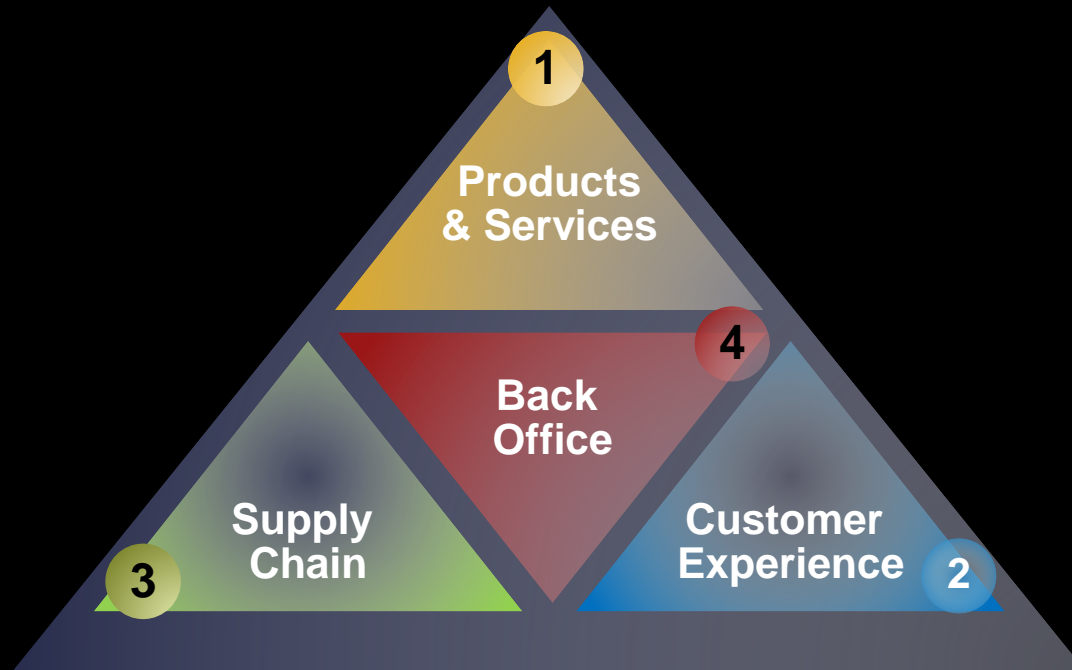 1
Products
& Services
4
Back
Office
Supply
Chain
3
Customer
Experience
2